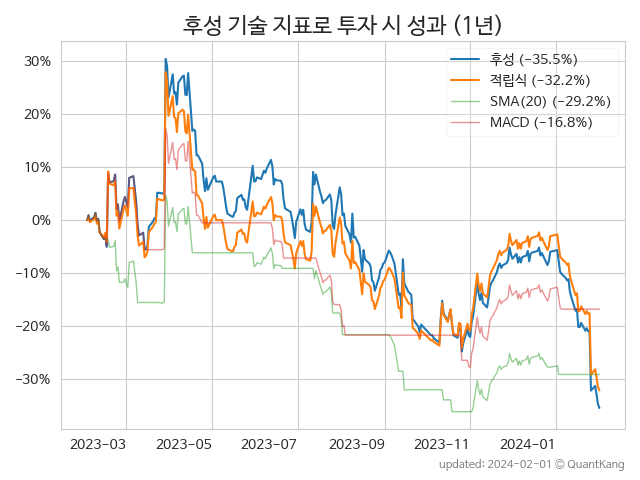 후성 기술 지표로 투자 시 성과 (1년)
후성 (−35.5%)
적립식 (−32.2%)
SMA(20) (−29.2%)
MACD (−16.8%)
30%
20%
10%
0%
−10%
−20%
−30%
2023−03 2023−05 2023−07 2023−09 2023−11 2024−01
updated: 2024-02-01 © QuantKang